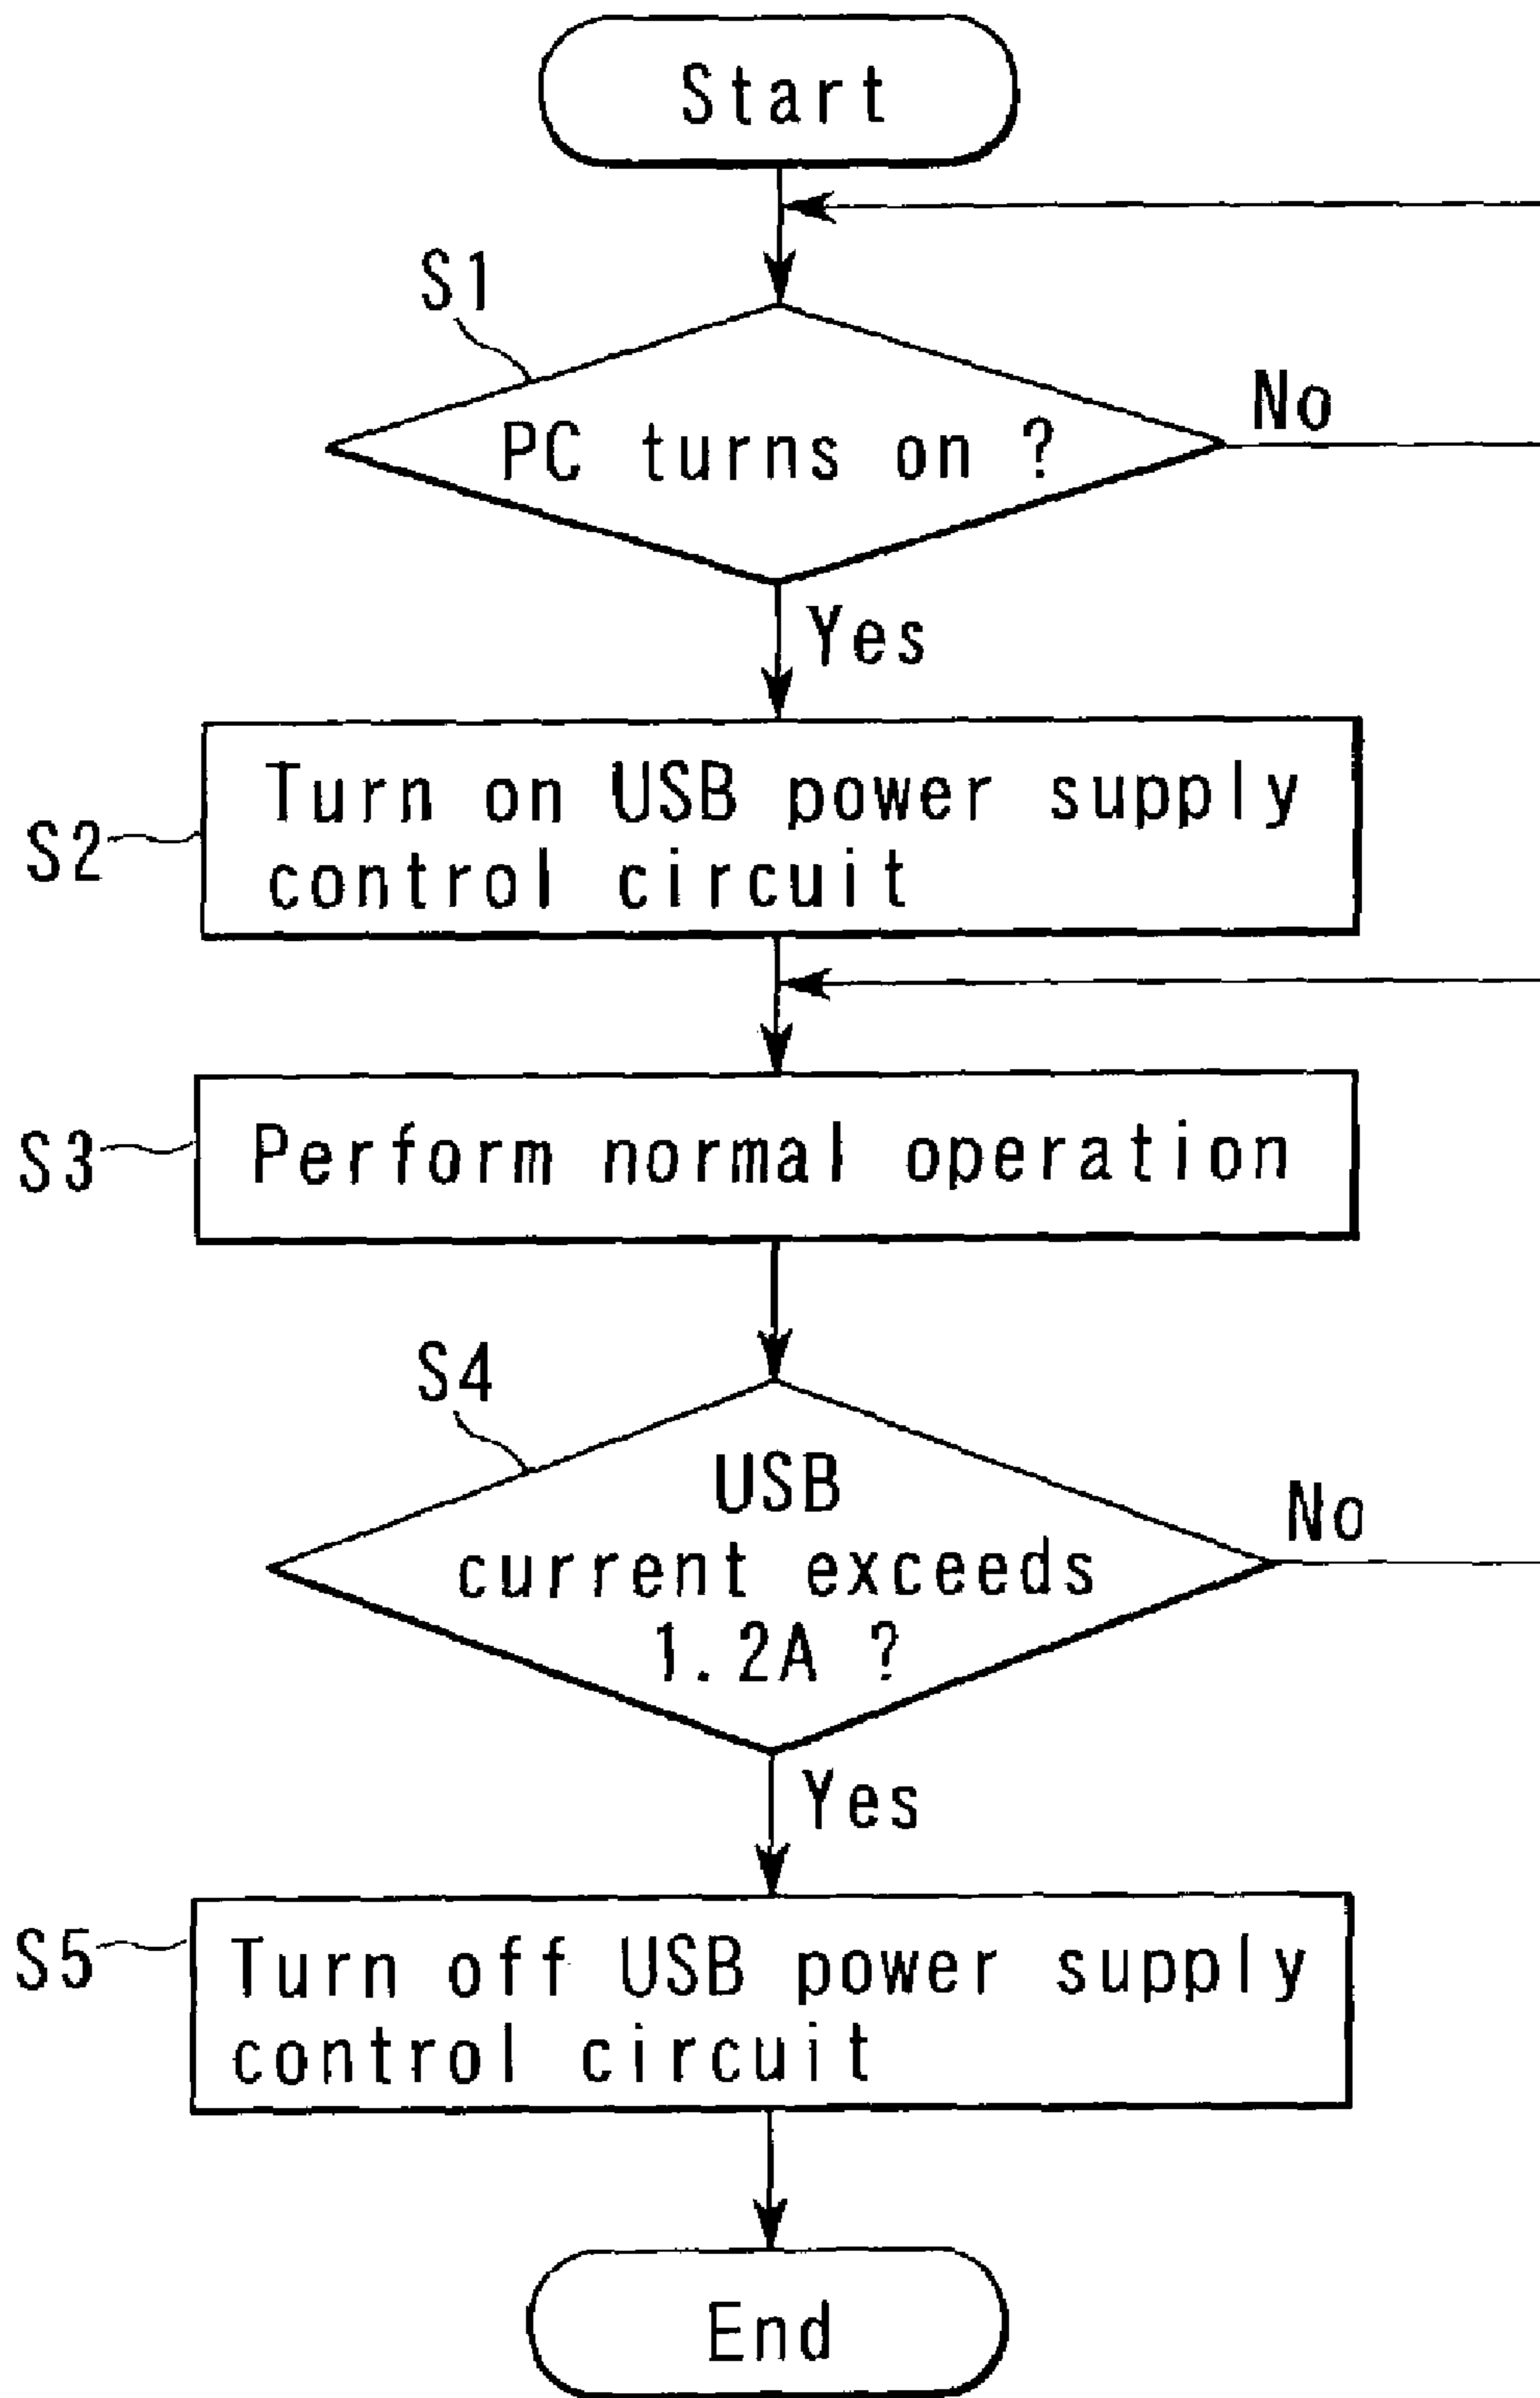 Start
S1
PC turns on ?
No
Yes
S2
Turn on USB power supply
control circuit
S3
Perform normal operation
S4
USB
current exceeds
1.2A ?
No
Yes
S5
Turn off USB power supply
control circuit
End